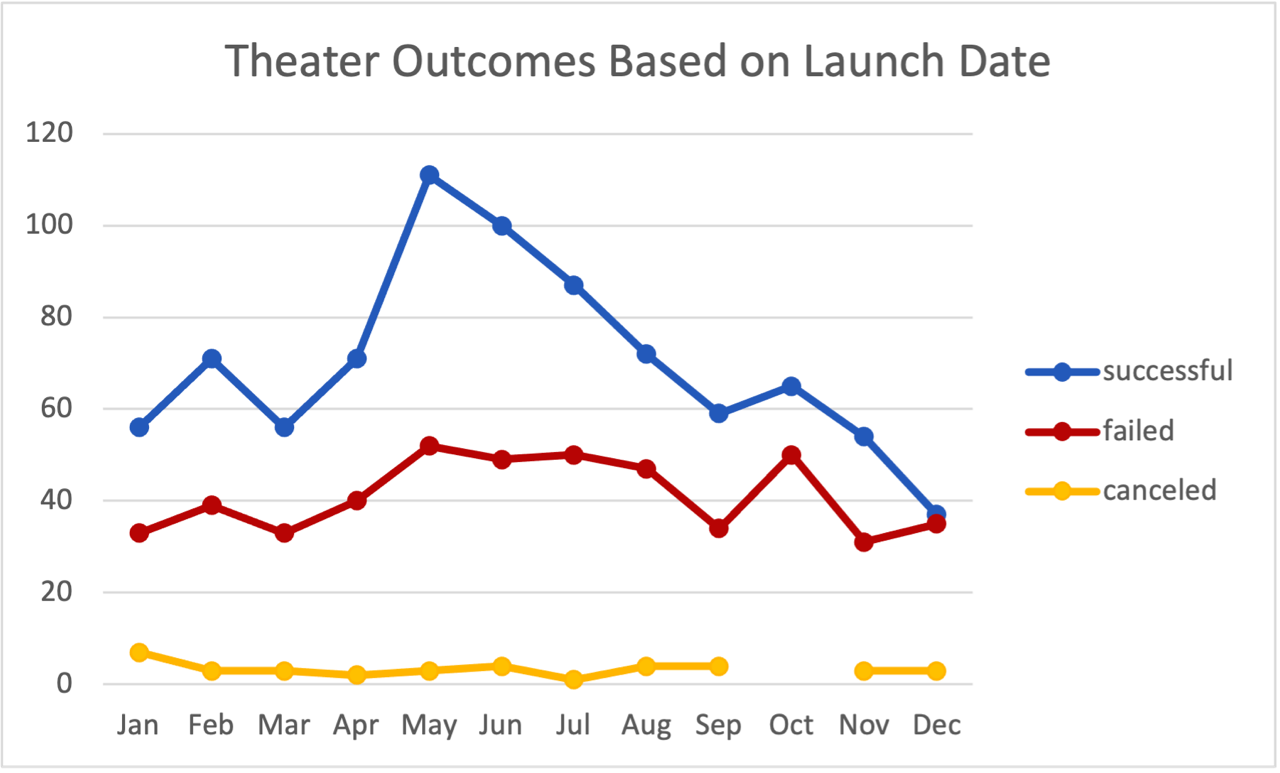 Theater Outcomes Based on Launch Date
120
100
80
60
40
20
0
Jan Feb Mar Apr May Jun Jul Aug Sep Oct Nov Dec
successful
failed
canceled